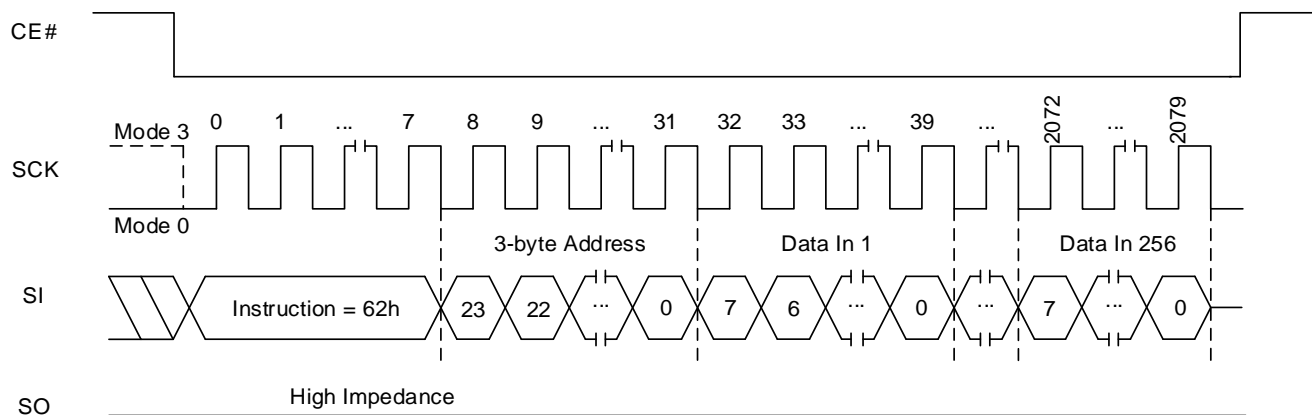 CE#
Mode 3
0 1 ... 7 8 9 ... 31 32 33 ... 39 ... 2072 ... 2079
SCK
Mode 0
3-byte Address Data In 1 Data In 256
SI
Instruction = 62h 23 22 ... 0 7 6 ... 0 ... 7 ... 0
High Impedance
SO